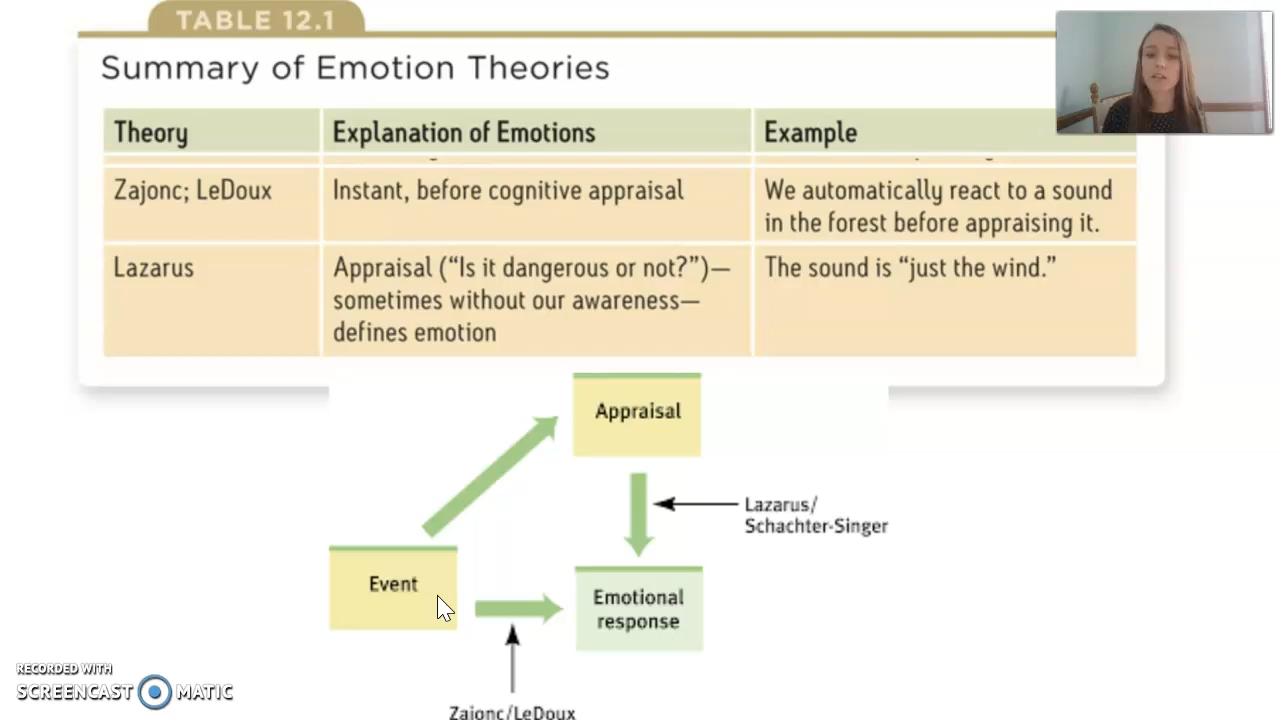 TABLE 12.1
Summary of Emotion Theories
Theory
Explanation of Emotions
Example
Zajonc; LeDoux
Instant, before cognitive appraisal
We automatically react to a sound
in the forest before appraising it.
Lazarus
Appraisal (“Is it dangerous or not?”)—
sometimes without our awareness—
defines emotion
The sound is “just the wind.”
Appraisal
Lazarus/
Schachter-Singer
Event
Emotional
response
Zajonc/LeDoux
RECORDED WITH
SCREENCAST MATIC